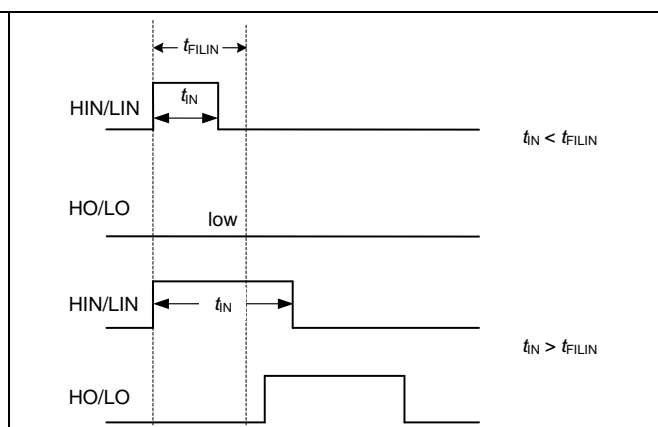 tFILIN
tIN
HIN/LIN
tIN < tFILIN
HO/LO
low
HIN/LIN
tIN
tIN > tFILIN
HO/LO